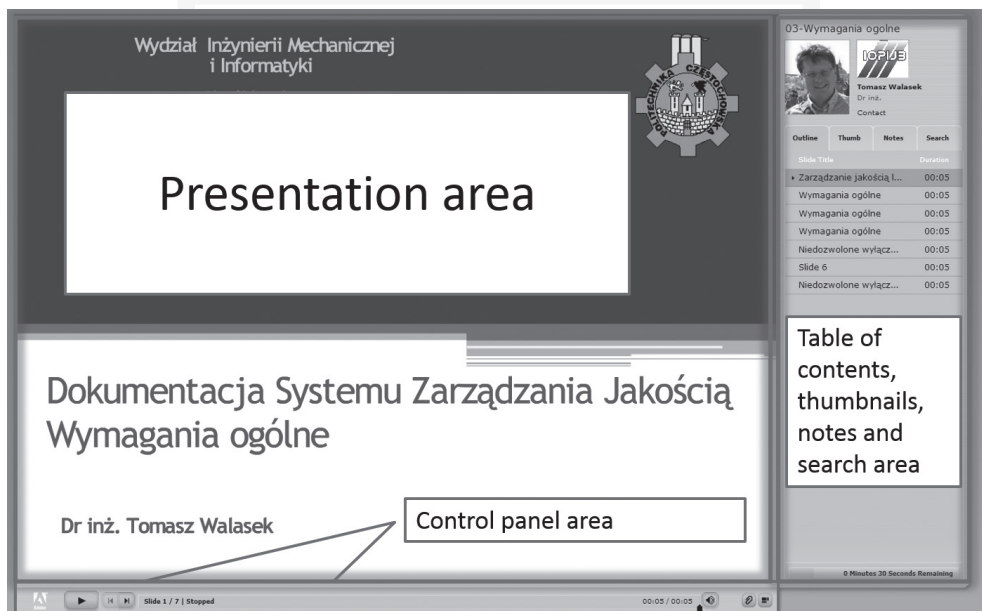 Wydział Inżynierii Mechanicznej
i Informatyki
POLITECHNIKA CZĘSTOCHOWSKA
Presentation area
Dokumentacja Systemu Zarządzania Jakością
Wymagania ogólne
Dr inż. Tomasz Walasek
Control panel area
03-Wymagania ogolne
IOPiJB
Tomasz Walasek
Dr inż.
Contact
Outline Thumb Notes Search
Slide Title Duration
Zarządzanie jakością I... 00:05
Wymagania ogólne 00:05
Wymagania ogólne 00:05
Wymagania ogólne 00:05
Niedozwolone wyłącz... 00:05
Slide 6 00:05
Niedozwolone wyłącz... 00:05
Table of
contents,
thumbnails,
notes and
search area
0 Minutes 30 Seconds Remaining
Slide 1 / 7 | Stopped 00:05 / 00:05